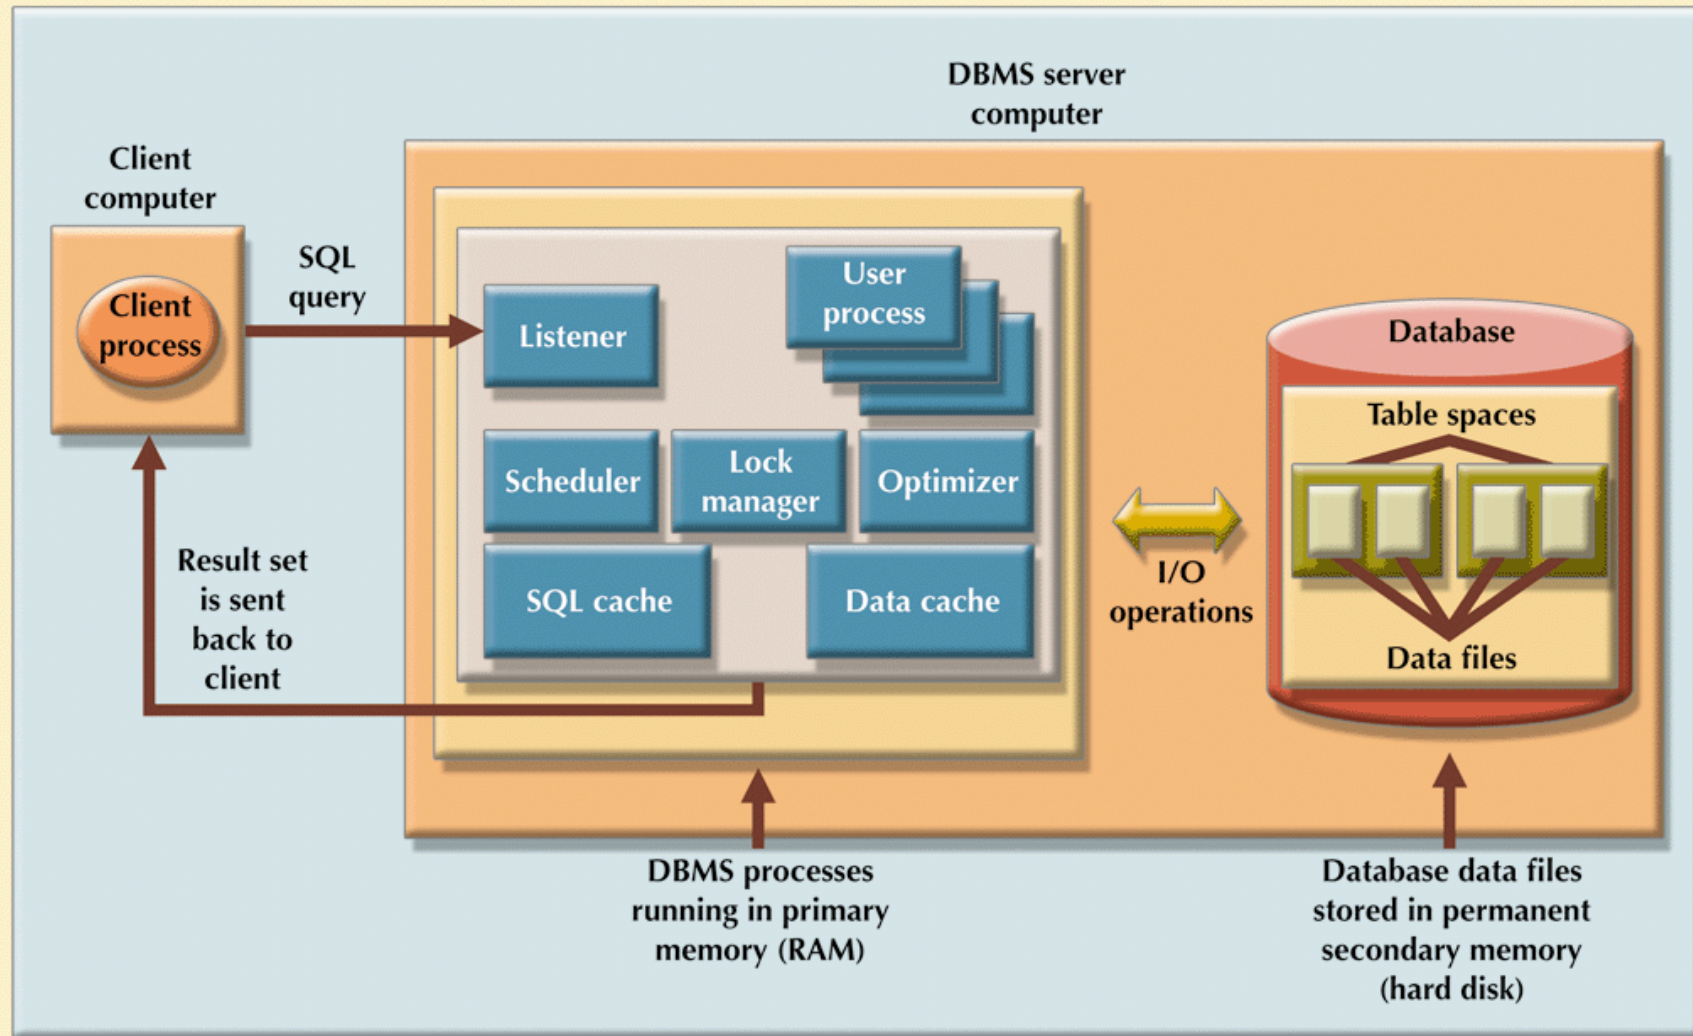 DBMS server
computer
Client
computer
Client
process
SQL
query
Listener
User
process
Scheduler
Lock
manager
Optimizer
SQL cache
Data cache
I/O
operations
Database
Table spaces
Data files
Result set
is sent
back to
client
DBMS processes
running in primary
memory (RAM)
Database data files
stored in permanent
secondary memory
(hard disk)